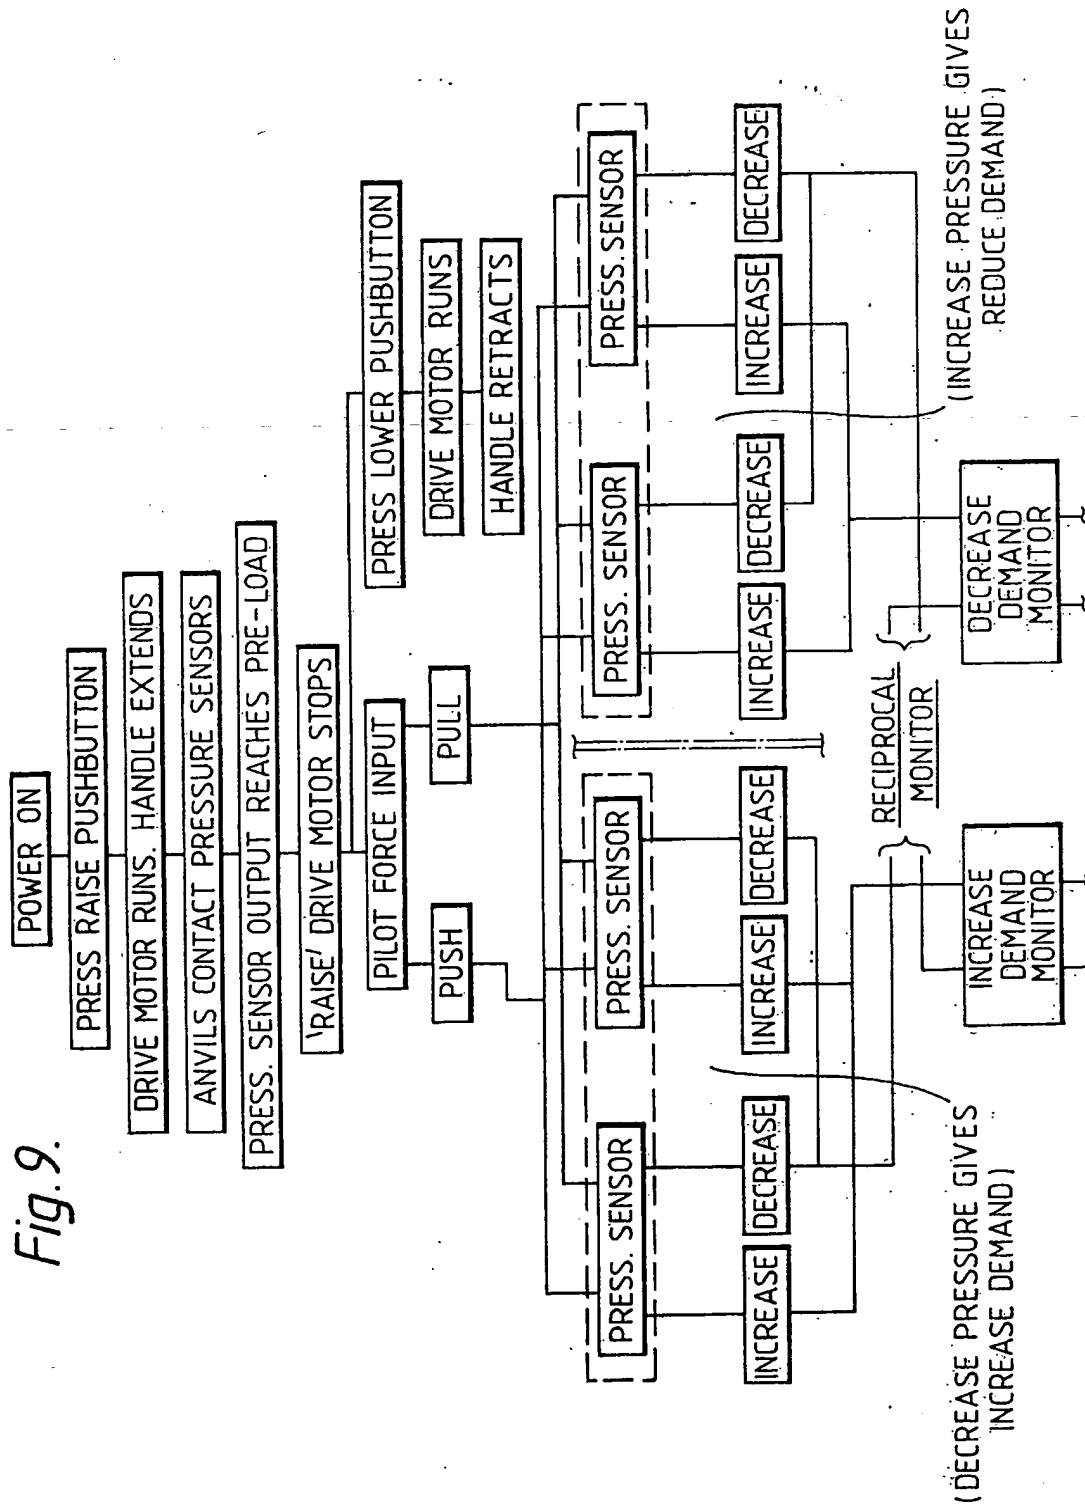 Fig. 9.
POWER ON
PRESS RAISE PUSHBUTTON
DRIVE MOTOR RUNS. HANDLE EXTENDS
ANVILS CONTACT PRESSURE SENSORS
PRESS. SENSOR OUTPUT REACHES PRE-LOAD
'RAISE' DRIVE MOTOR STOPS
PILOT FORCE INPUT
PRESS LOWER PUSHBUTTON
PUSH
PULL
DRIVE MOTOR RUNS
HANDLE RETRACTS
PRESS. SENSOR
PRESS. SENSOR
PRESS. SENSOR
PRESS. SENSOR
INCREASE
DECREASE
INCREASE
DECREASE
INCREASE
DECREASE
INCREASE
DECREASE
RECIPROCAL
MONITOR
(DECREASE PRESSURE GIVES
INCREASE DEMAND)
(INCREASE PRESSURE GIVES
REDUCE DEMAND)
INCREASE
DEMAND
MONITOR
DECREASE
DEMAND
MONITOR